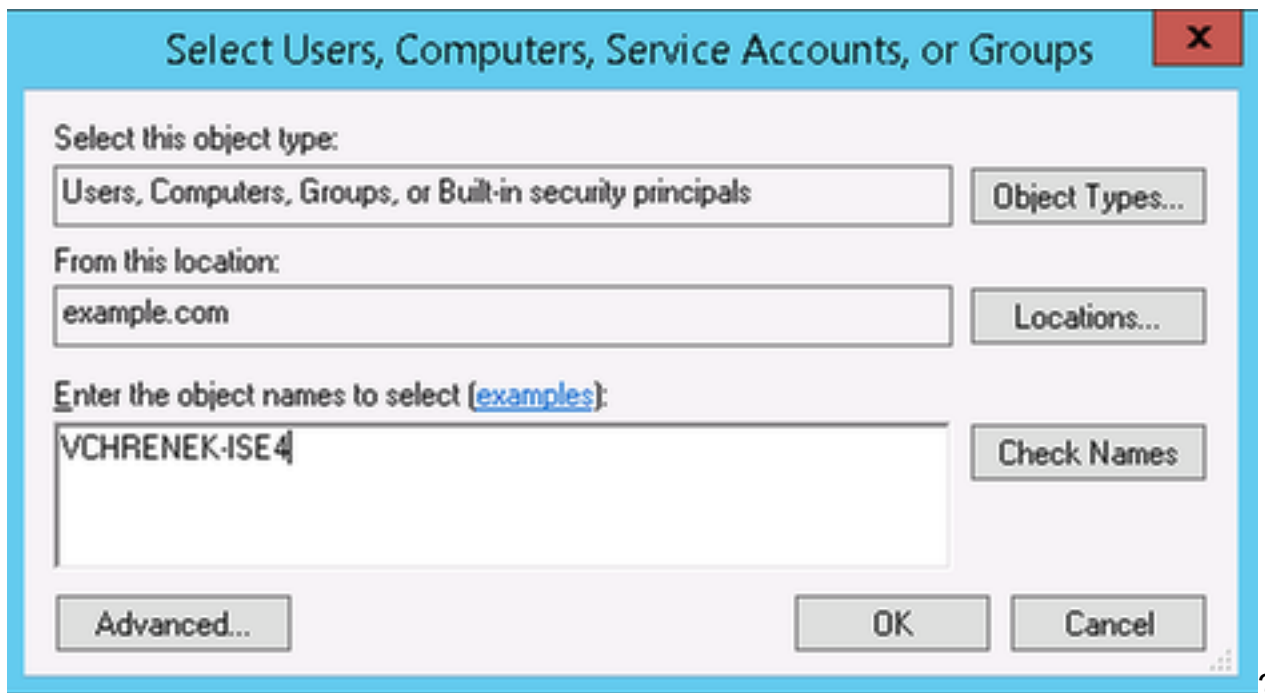 Select Users, Computers, Service Accounts, or Groups
x
Select this object type:
Users, Computers, Groups, or Built-in security principals
Object Types...
From this location:
example.com
Locations...
Enter the object names to select (examples):
VCHRENEK-ISE4
Check Names
Advanced...
OK
Cancel